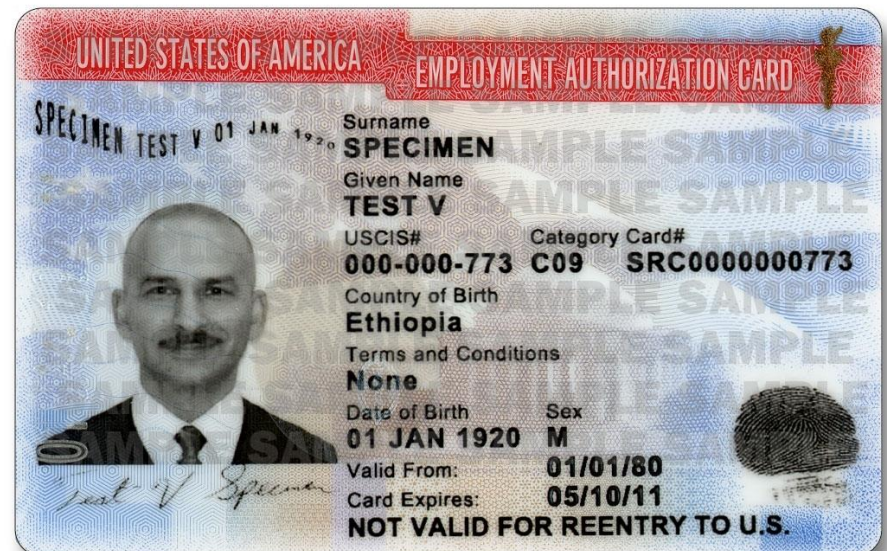 UNITED STATES OF AMERICA EMPLOYMENT AUTHORIZATION CARD
SPECIMEN TEST V 01 JAN 1920
Surname
SPECIMEN
Given Name
TEST V
USCIS# Category Card#
000-000-773 C09 SRC0000000773
Country of Birth
Ethiopia
Terms and Conditions
None
Date of Birth Sex
01 JAN 1920 M
Valid From: 01/01/80
Card Expires: 05/10/11
NOT VALID FOR REENTRY TO U.S.
Test V Specimen
SAMPLE SAMPLE SAMPLE